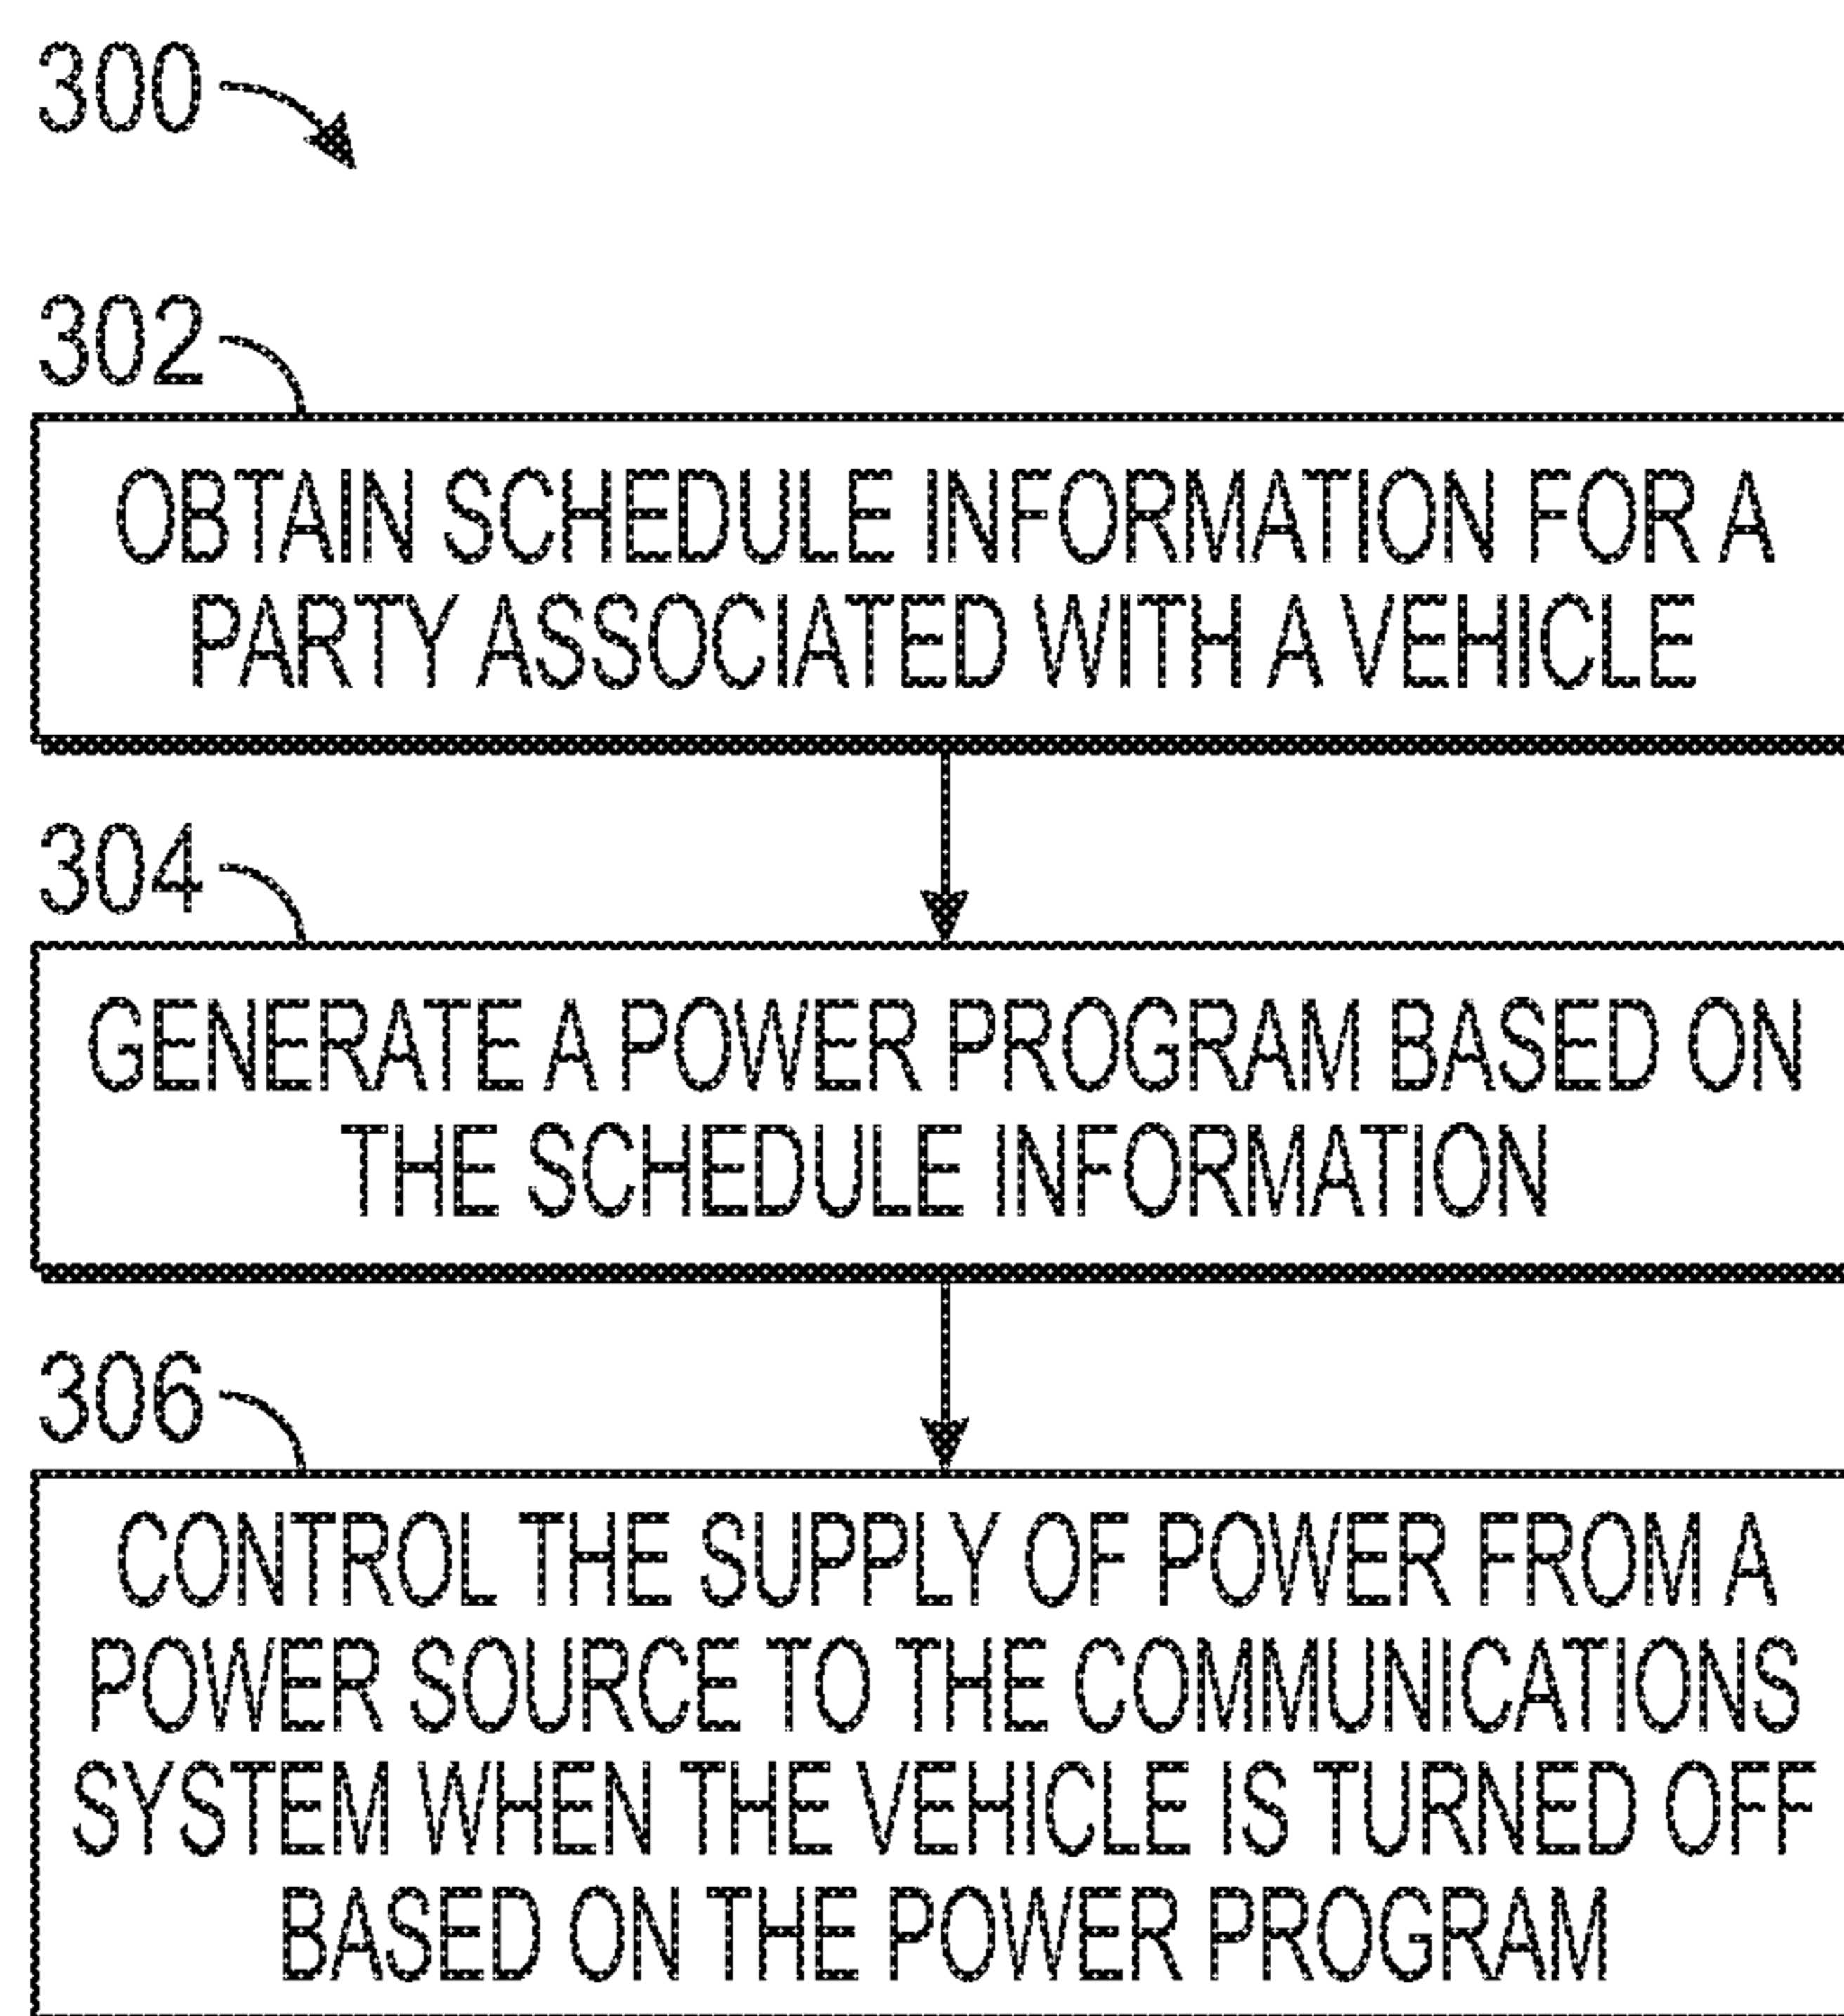 300
302
OBTAIN SCHEDULE INFORMATION FOR A
PARTY ASSOCIATED WITH A VEHICLE
304
GENERATE A POWER PROGRAM BASED ON
THE SCHEDULE INFORMATION
306
CONTROL THE SUPPLY OF POWER FROM A
POWER SOURCE TO THE COMMUNICATIONS
SYSTEM WHEN THE VEHICLE IS TURNED OFF
BASED ON THE POWER PROGRAM